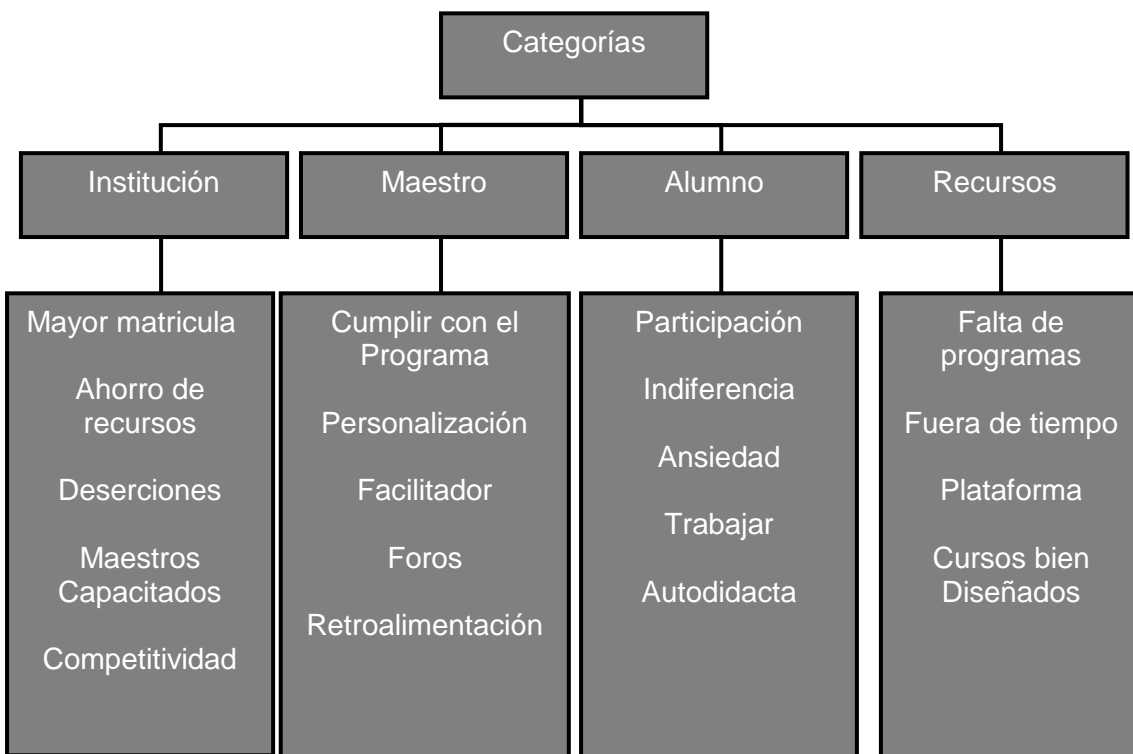 Categorías
Institución
Maestro
Alumno
Recursos
Mayor matricula
Ahorro de
recursos
Deserciones
Maestros
Capacitados
Competitividad
Cumplir con el
Programa
Personalización
Facilitador
Foros
Retroalimentación
Participación
Indiferencia
Ansiedad
Trabajar
Autodidacta
Falta de
programas
Fuera de tiempo
Plataforma
Cursos bien
Diseñados